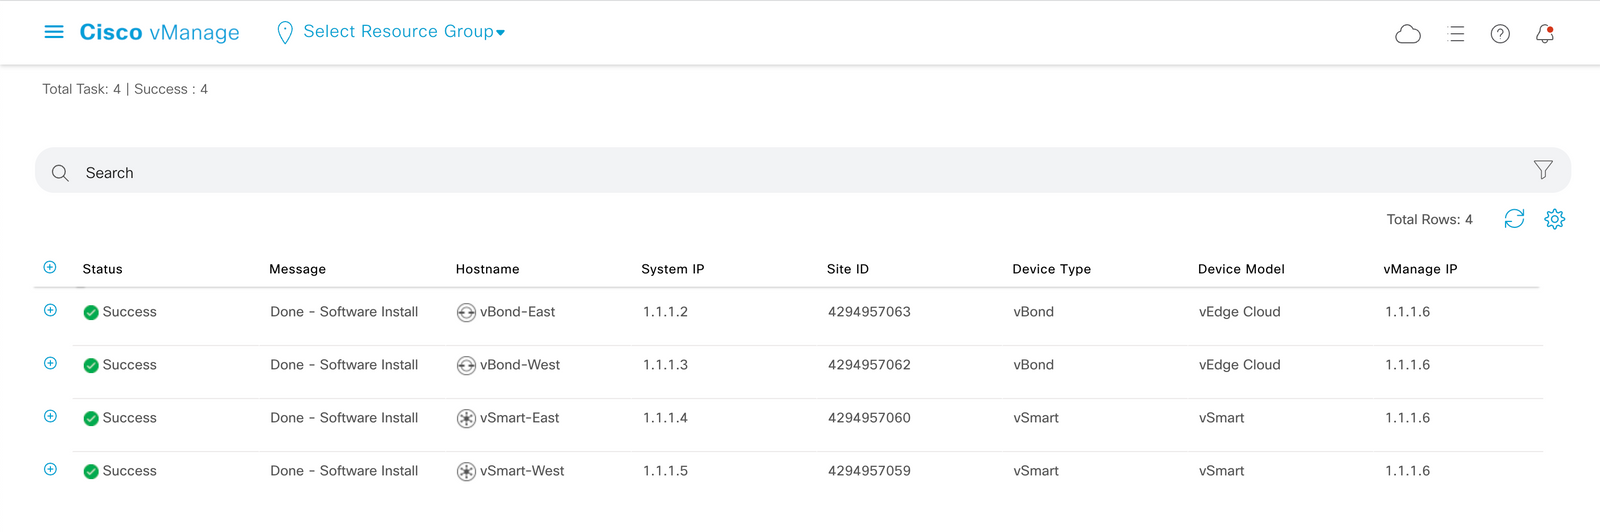 Cisco vManage Select Resource Group
Total Task: 4 | Success : 4
Search
Total Rows: 4
Status Message Hostname System IP Site ID Device Type Device Model vManage IP
Success Done - Software Install vBond-East 1.1.1.2 4294957063 vBond vEdge Cloud 1.1.1.6
Success Done - Software Install vBond-West 1.1.1.3 4294957062 vBond vEdge Cloud 1.1.1.6
Success Done - Software Install vSmart-East 1.1.1.4 4294957060 vSmart vSmart 1.1.1.6
Success Done - Software Install vSmart-West 1.1.1.5 4294957059 vSmart vSmart 1.1.1.6